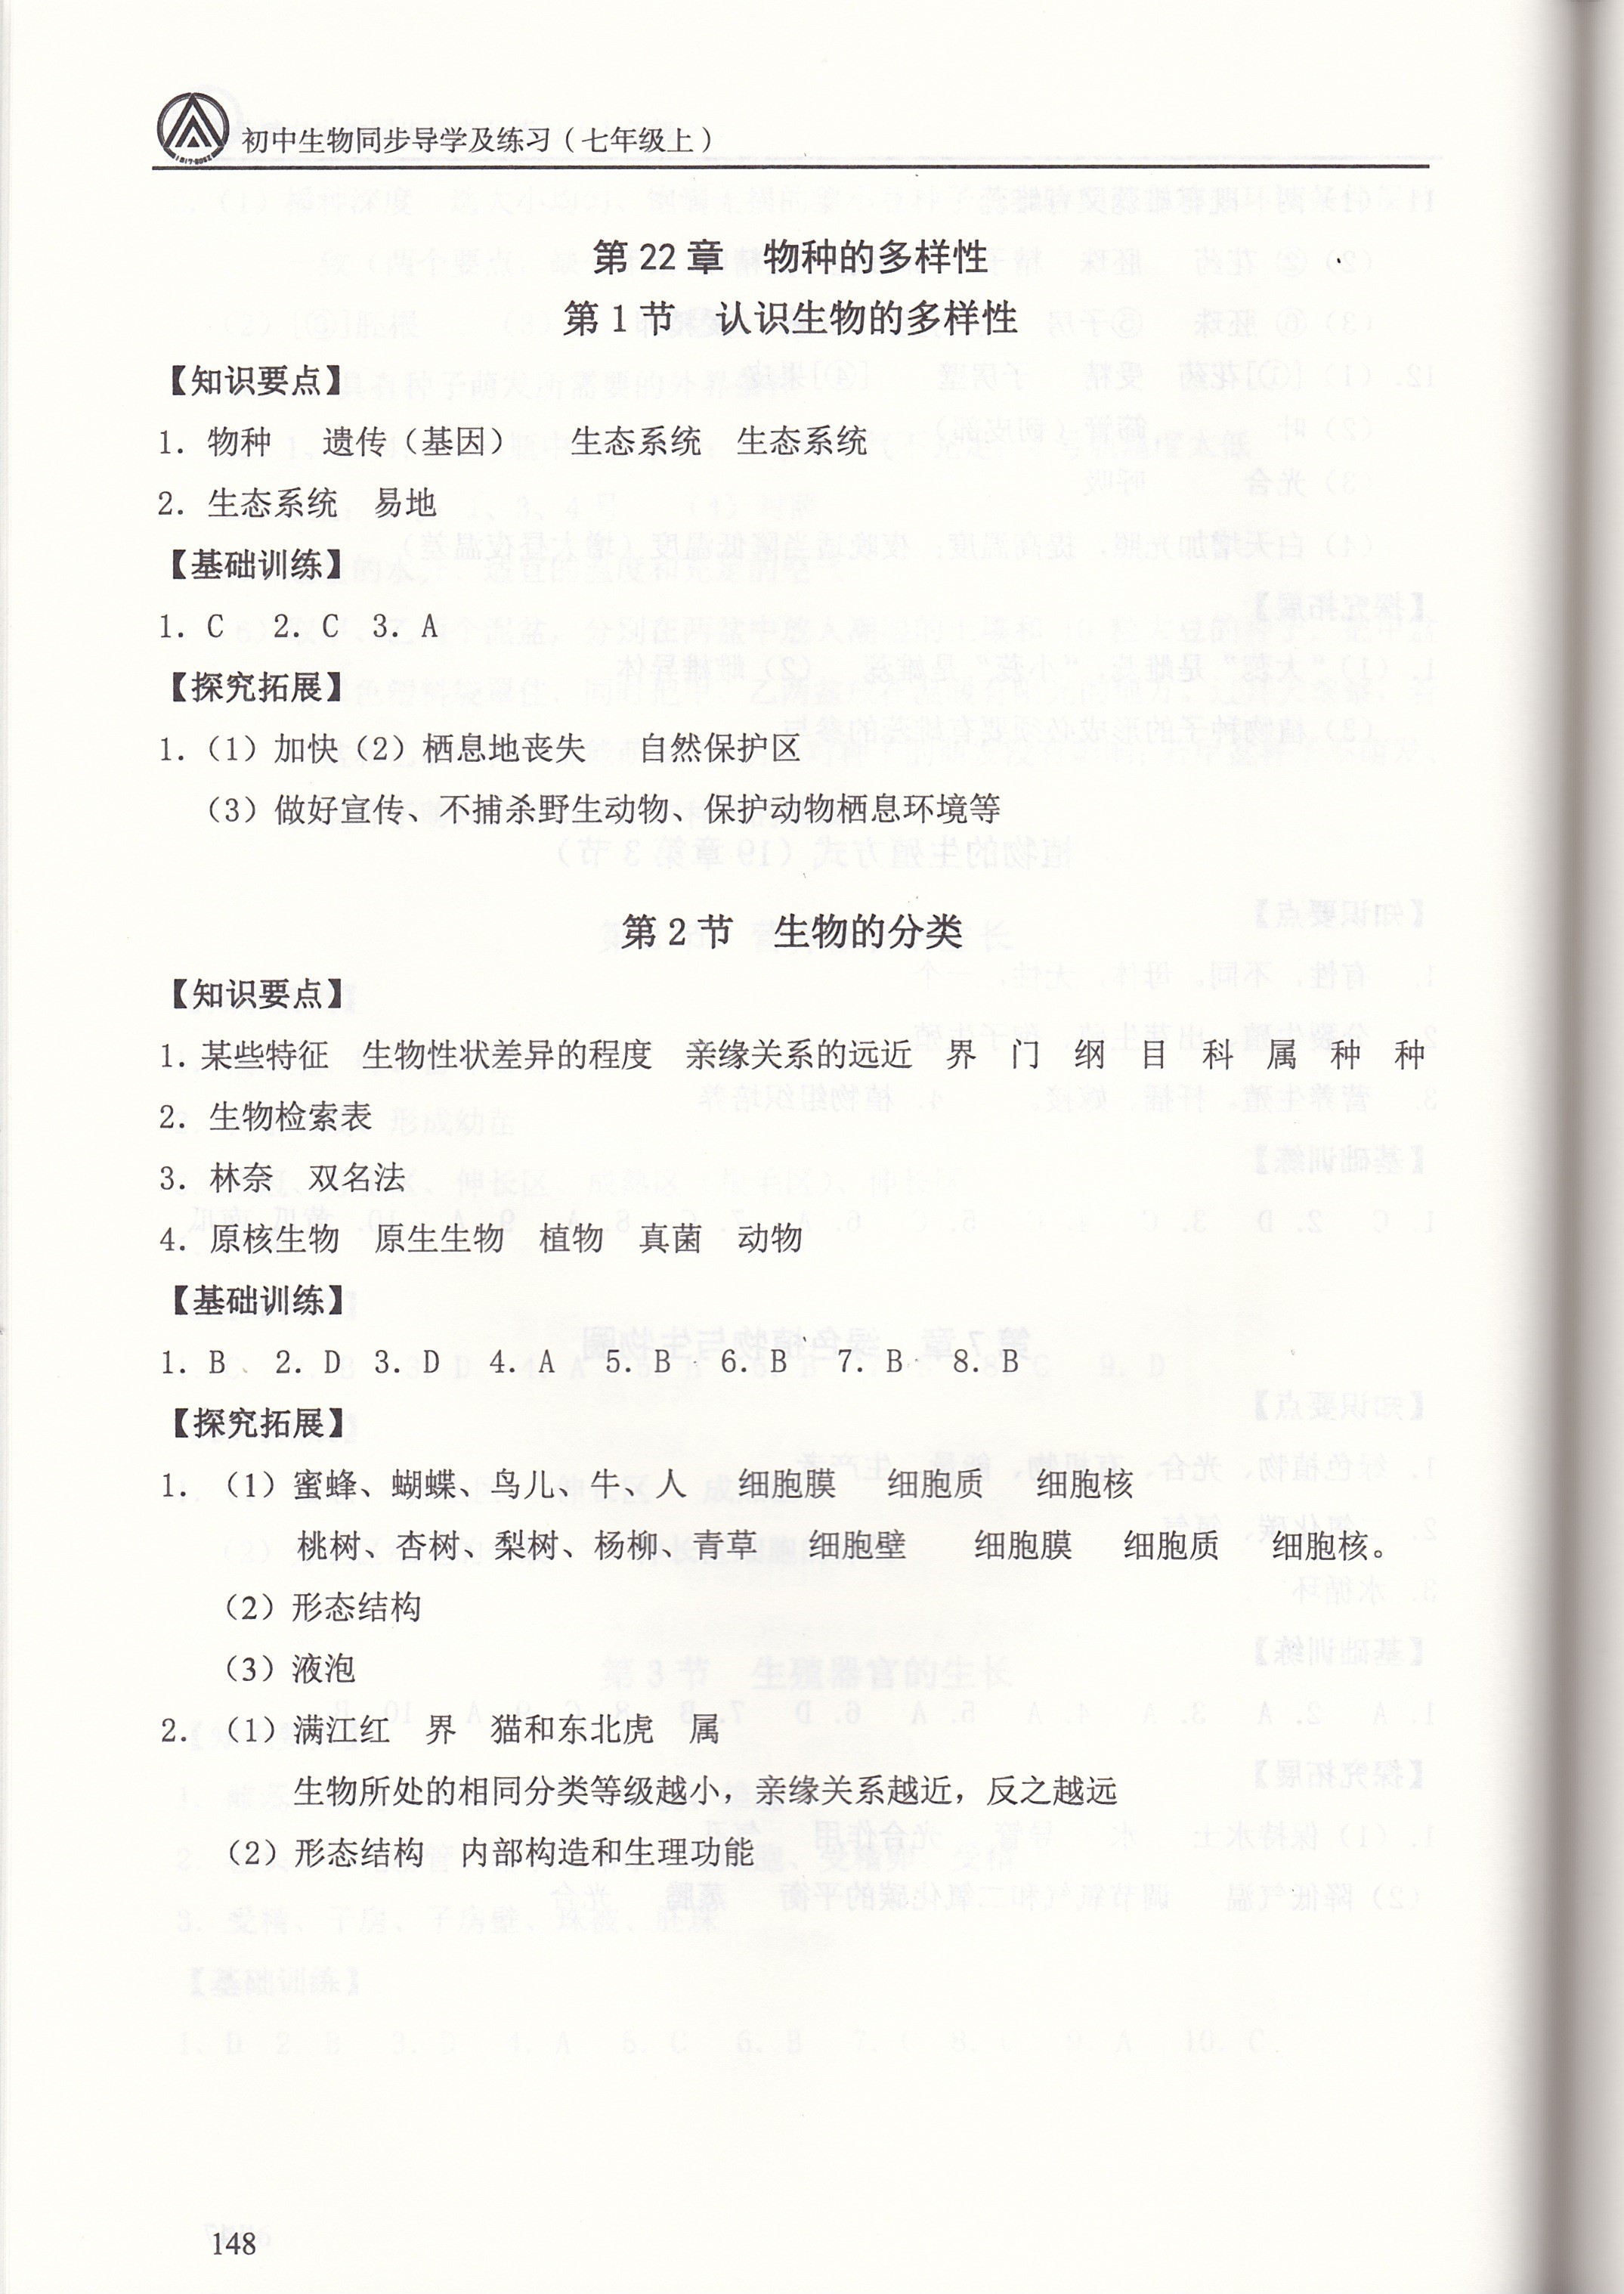 初中生物同步导学及练习（七年级上）
第 22 章 物种的多样性
第 1 节 认识生物的多样性
【知识要点】
1. 物种 遗传（基因） 生态系统 生态系统
2. 生态系统 易地
【基础训练】
1. C 2. C 3. A
【探究拓展】
1.（1）加快（2）栖息地丧失 自然保护区
（3）做好宣传、不捕杀野生动物、保护动物栖息环境等
第 2 节 生物的分类
【知识要点】
1. 某些特征 生物性状差异的程度 亲缘关系的远近 界 门 纲 目 科 属 种 种
2. 生物检索表
3. 林奈 双名法
4. 原核生物 原生生物 植物 真菌 动物
【基础训练】
1. B 2. D 3. D 4. A 5. B 6. B 7. B 8. B
【探究拓展】
1. （1）蜜蜂、蝴蝶、鸟儿、牛、人 细胞膜 细胞质 细胞核
桃树、杏树、梨树、杨柳、青草 细胞壁 细胞膜 细胞质 细胞核。
（2）形态结构
（3）液泡
2. （1）满江红 界 猫和东北虎 属
生物所处的相同分类等级越小，亲缘关系越近，反之越远
（2）形态结构 内部构造和生理功能
148